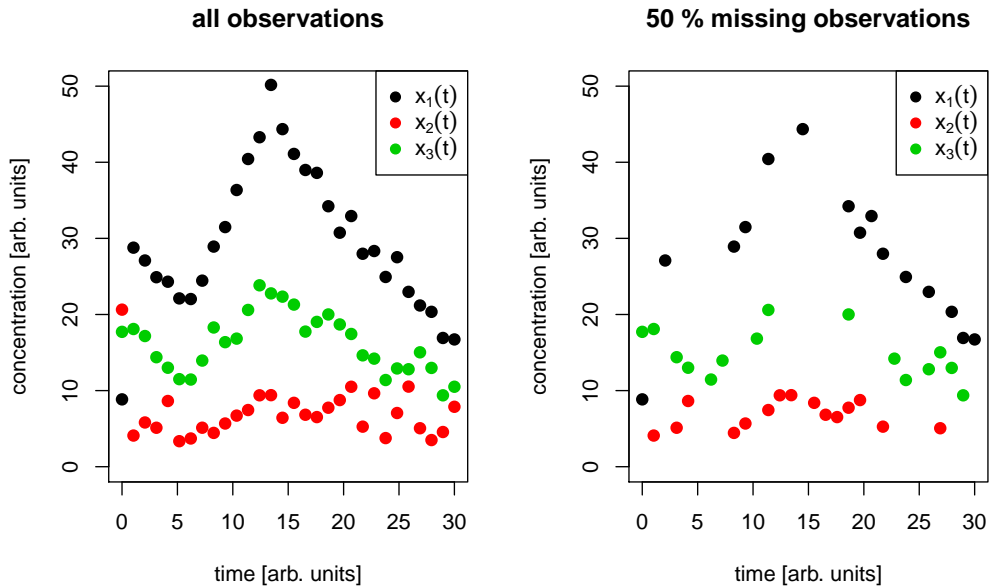 all observations
50 % missing observations
concentration [arb. units]
0 10 20 30 40 50
x₁(t)
x₂(t)
x₃(t)
0 5 10 15 20 25 30
time [arb. units]
concentration [arb. units]
0 10 20 30 40 50
x₁(t)
x₂(t)
x₃(t)
0 5 10 15 20 25 30
time [arb. units]